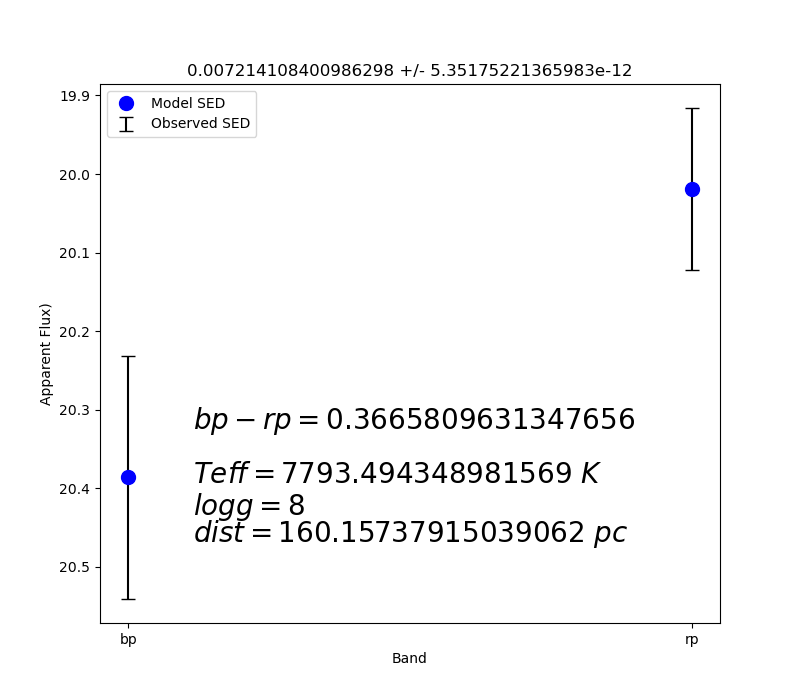 0.007214108400986298 +/- 5.35175221365983e-12
Model SED
Observed SED
19.9
20.0
20.1
20.2
20.3
20.4
20.5
Apparent Flux)
bp − rp = 0.3665809631347656
Teff = 7793.494348981569 K
logg = 8
dist = 160.15737915039062 pc
bp
rp
Band